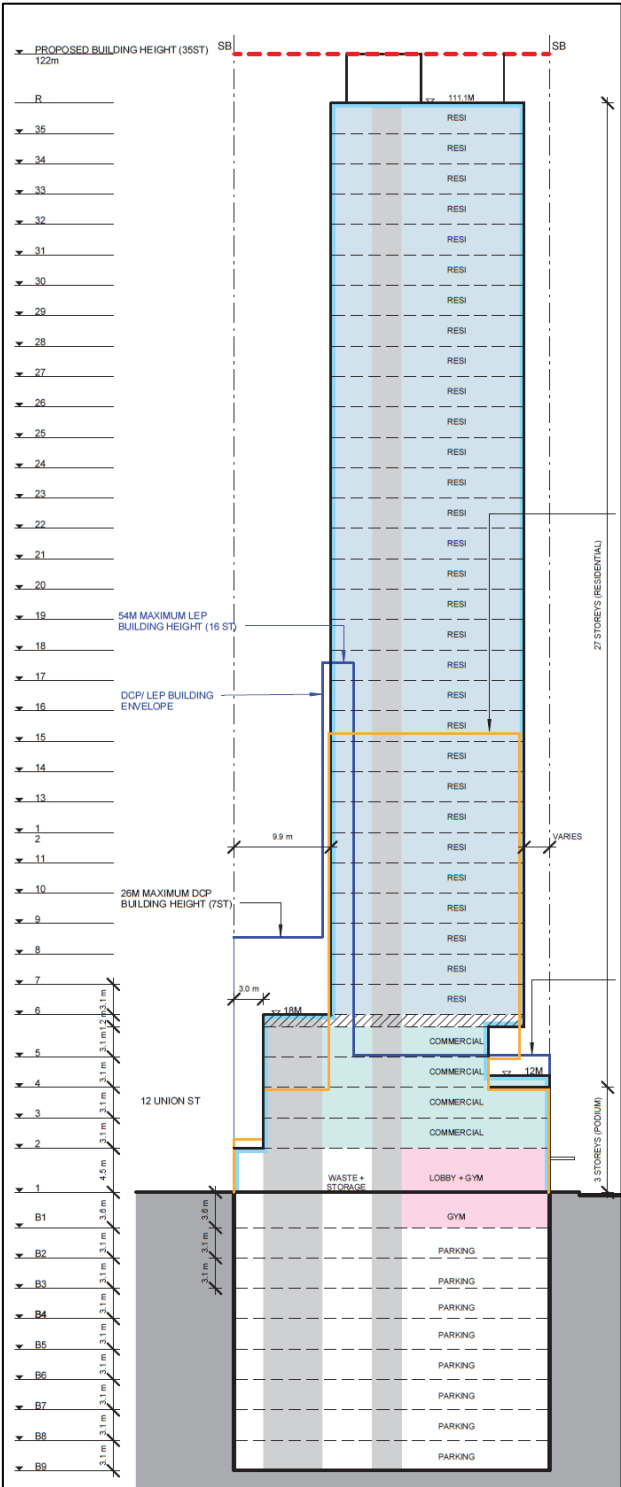 SB
SB
PROPOSED BUILDING HEIGHT (35ST)
122m
R
111.1M
RESI
35
RESI
34
RESI
33
RESI
32
RESI
31
RESI
30
RESI
29
RESI
28
RESI
27
RESI
26
RESI
25
RESI
24
RESI
23
RESI
22
RESI
21
RESI
20
RESI
19
54M MAXIMUM LEP
BUILDING HEIGHT (16 ST)
RESI
18
RESI
17
DCP/ LEP BUILDING
ENVELOPE
RESI
16
RESI
15
RESI
14
RESI
13
RESI
1
2
9.9 m
VARIES
RESI
11
RESI
10
26M MAXIMUM DCP
BUILDING HEIGHT (7ST)
RESI
9
RESI
8
RESI
7
3.0 m
3.1 m
RESI
6
18M
1.2 m
27 STOREYS (RESIDENTIAL)
3.1 m
COMMERCIAL
5
3.1 m
COMMERCIAL
12M
4
12 UNION ST
3.1 m
COMMERCIAL
3
3.1 m
COMMERCIAL
2
3 STOREYS (PODIUM)
4.5 m
WASTE +
STORAGE
LOBBY + GYM
1
3.6 m
3.6 m
GYM
B1
3.1 m
3.1 m
PARKING
B2
3.1 m
3.1 m
PARKING
B3
3.1 m
PARKING
B4
3.1 m
PARKING
B5
3.1 m
PARKING
B6
3.1 m
PARKING
B7
3.1 m
PARKING
B8
3.1 m
PARKING
B9